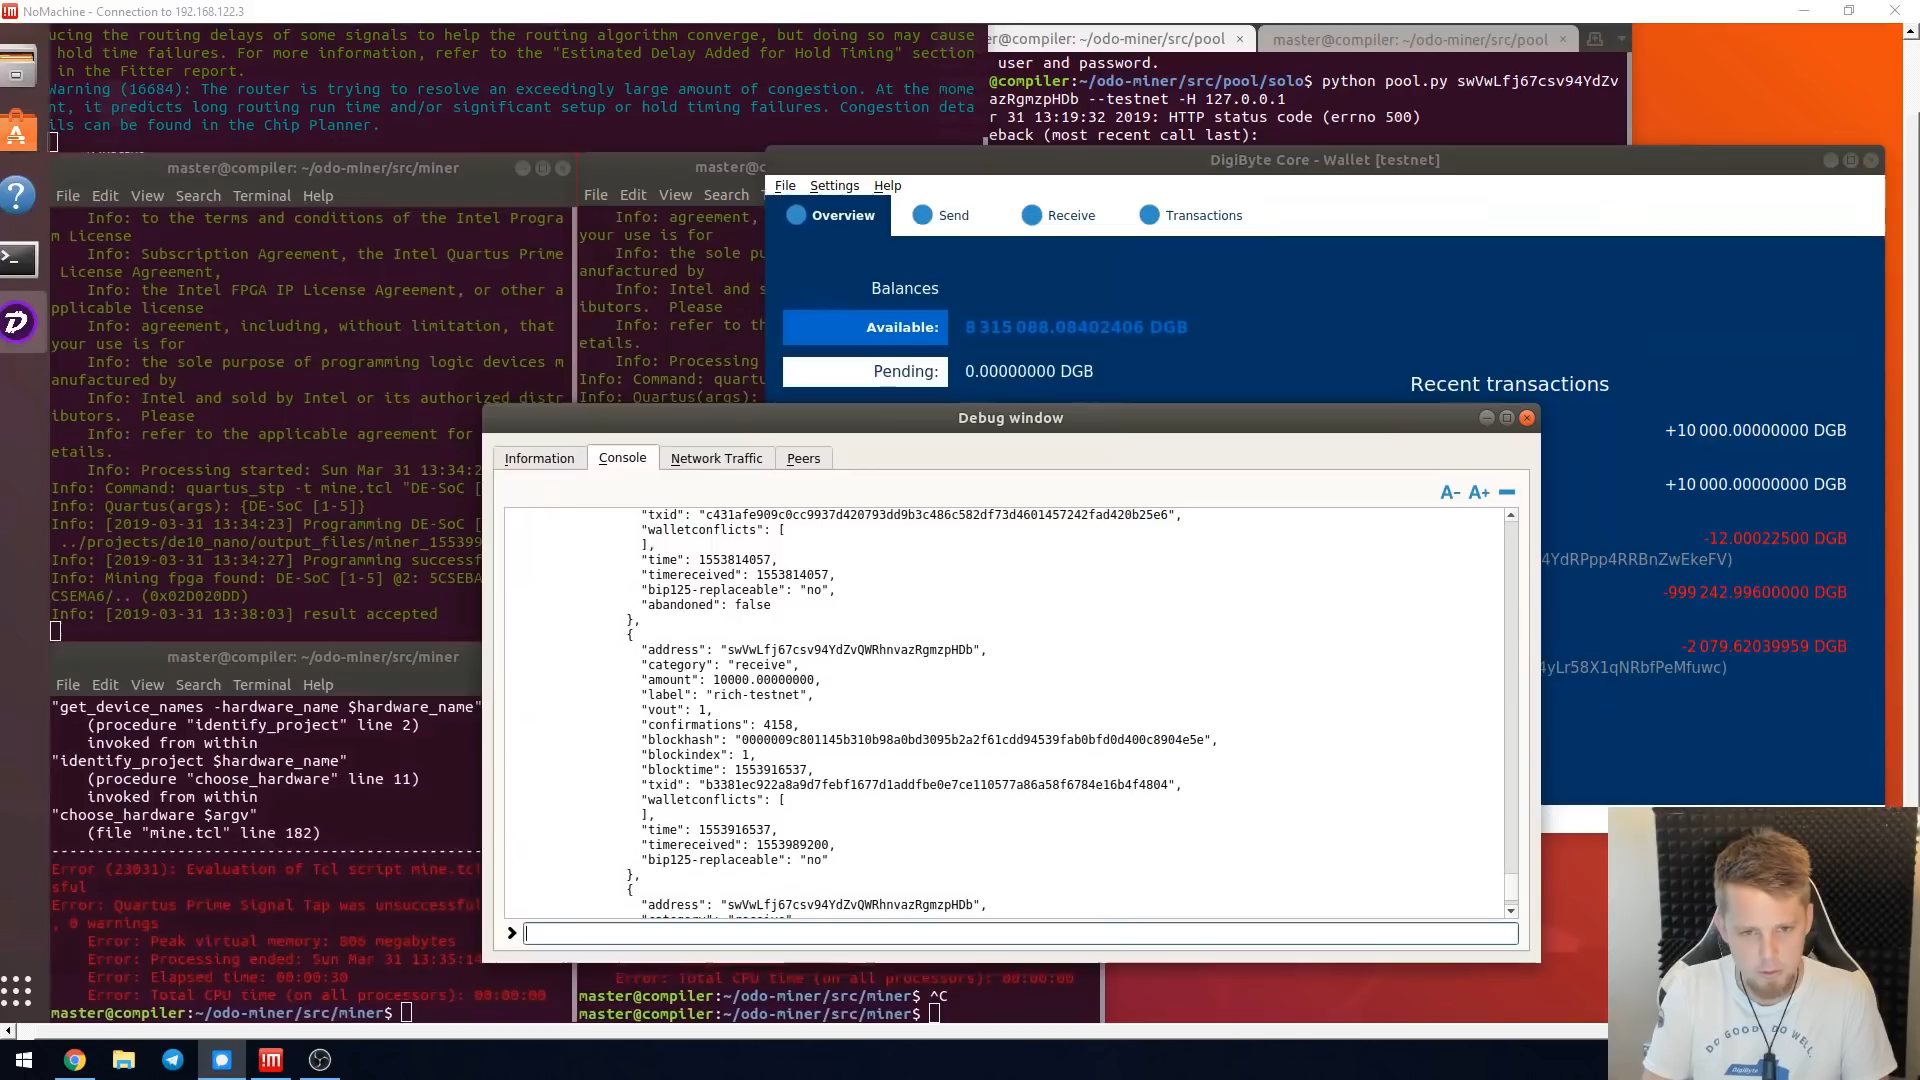 NoMachine - Connection to 192.168.122.3
ucing the routing delays of some signals to help the routing algorithm converge, but doing so may cause
hold time failures. For more information, refer to the "Estimated Delay Added for Hold Timing" section
in the Fitter report.
Warning (16684): The router is trying to resolve an exceedingly large amount of congestion. At the mome
nt, it predicts long routing run time and/or significant setup or hold timing failures. Congestion deta
ils can be found in the Chip Planner.
er@compiler: ~/odo-miner/src/pool
master@compiler: ~/odo-miner/src/pool
user and password.
@compiler:~/odo-miner/src/pool/solo$ python pool.py swVwLfj67csv94YdZv
azRgmzpHDb --testnet -H 127.0.0.1
r 31 13:19:32 2019: HTTP status code (errno 500)
eback (most recent call last):
master@compiler: ~/odo-miner/src/miner
File Edit View Search Terminal Help
Info: to the terms and conditions of the Intel Progra
m License
Info: Subscription Agreement, the Intel Quartus Prime
License Agreement,
Info: the Intel FPGA IP License Agreement, or other a
pplicable license
Info: agreement, including, without limitation, that
your use is for
Info: the sole purpose of programming logic devices m
anufactured by
Info: Intel and sold by Intel or its authorized distr
ibutors.  Please
Info: refer to the applicable agreement for
etails.
Info: Processing started: Sun Mar 31 13:34:2
Info: Command: quartus_stp -t mine.tcl "DE-SoC [
Info: Quartus(args): {DE-SoC [1-5]}
Info: [2019-03-31 13:34:23] Programming DE-SoC [
../projects/de10_nano/output_files/miner_155399
Info: [2019-03-31 13:34:27] Programming successf
Info: Mining fpga found: DE-SoC [1-5] @2: 5CSEBA
CSEMA6/.. (0x02D020DD)
Info: [2019-03-31 13:38:03] result accepted
master@c
File Edit View Search
Info: agreement,
your use is for
Info: the sole pu
anufactured by
Info: Intel and s
ibutors.  Please
Info: refer to th
etails.
Info: Processing
Info: Command: quartu
Info: Quartus(args):
DigiByte Core - Wallet [testnet]
File Settings Help
Overview Send Receive Transactions
Balances
Available: 8 315 088.08402406 DGB
Pending: 0.00000000 DGB
Recent transactions
+10 000.00000000 DGB
+10 000.00000000 DGB
-12.00022500 DGB
4YdRPpp4RRBnZwEkeFV)
-999 242.99600000 DGB
-2 079.62039959 DGB
4yLr58X1qNRbfPeMfuwc)
Debug window
Information Console Network Traffic Peers
A- A+
"txid": "c431afe909c0cc9937d420793dd9b3c486c582df73d4601457242fad420b25e6",
"walletconflicts": [
],
"time": 1553814057,
"timereceived": 1553814057,
"bip125-replaceable": "no",
"abandoned": false
},
{
"address": "swVwLfj67csv94YdZvQWRhnvazRgmzpHDb",
"category": "receive",
"amount": 10000.00000000,
"label": "rich-testnet",
"vout": 1,
"confirmations": 4158,
"blockhash": "0000009c801145b310b98a0bd3095b2a2f61cdd94539fab0bfd0d400c8904e5e",
"blockindex": 1,
"blocktime": 1553916537,
"txid": "b3381ec922a8a9d7febf1677d1addfbe0e7ce110577a86a58f6784e16b4f4804",
"walletconflicts": [
],
"time": 1553916537,
"timereceived": 1553989200,
"bip125-replaceable": "no"
},
{
"address": "swVwLfj67csv94YdZvQWRhnvazRgmzpHDb",
master@compiler: ~/odo-miner/src/miner
File Edit View Search Terminal Help
"get_device_names -hardware_name $hardware_name"
(procedure "identify_project" line 2)
invoked from within
"identify_project $hardware_name"
(procedure "choose_hardware" line 11)
invoked from within
"choose_hardware $argv"
(file "mine.tcl" line 182)
Error (23031): Evaluation of Tcl script mine.tcl
sful
Error: Quartus Prime Signal Tap was unsuccessful
, 0 warnings
Error: Peak virtual memory: 806 megabytes
Error: Processing ended: Sun Mar 31 13:35:14
Error: Elapsed time: 00:00:30
Error: Total CPU time (on all processors): 00:00:00
master@compiler:~/odo-miner/src/miner$
Error: Total CPU time (on all processors): 00:00:00
master@compiler:~/odo-miner/src/miner$ ^C
master@compiler:~/odo-miner/src/miner$
DO GOOD. DO WELL.
DigiByte